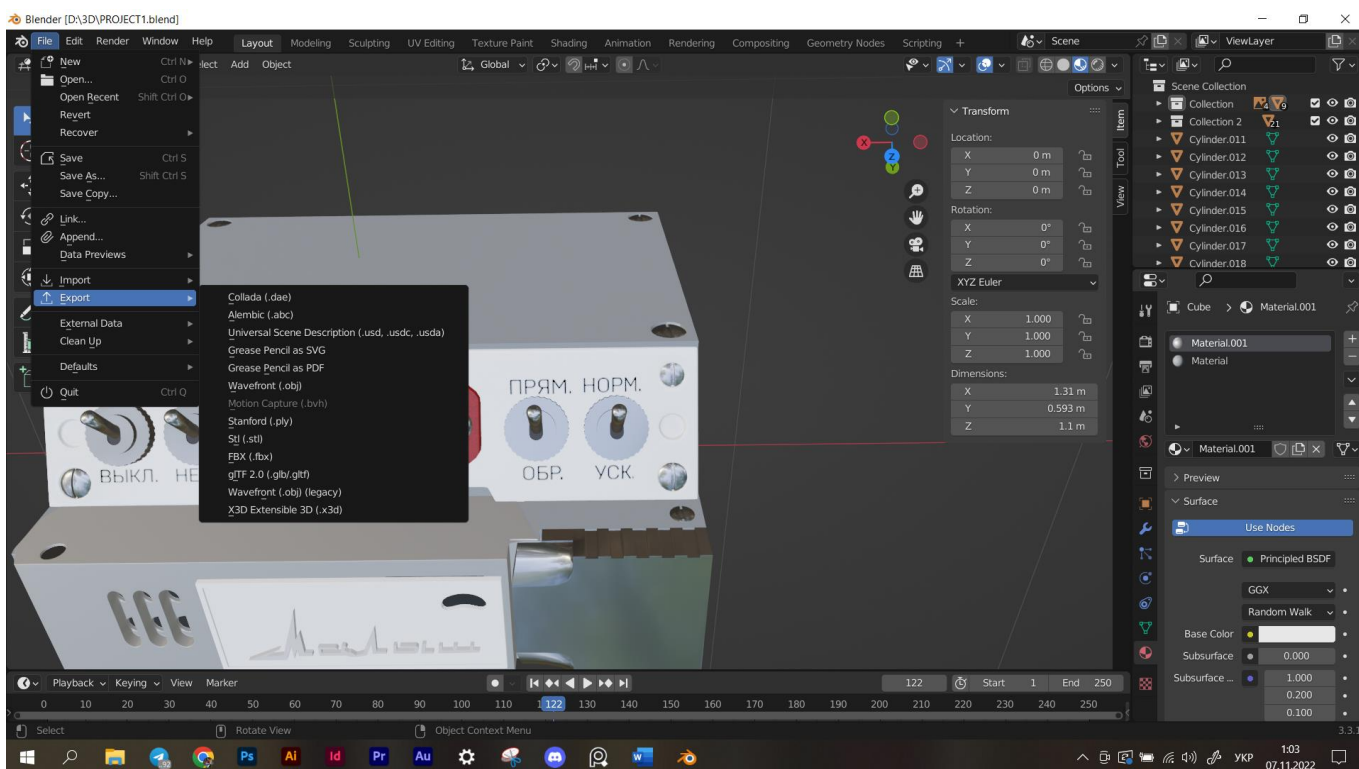 Blender [D:\3D\PROJECT1.blend]
File Edit Render Window Help Layout Modeling Sculpting UV Editing Texture Paint Shading Animation Rendering Compositing Geometry Nodes Scripting + Scene ViewLayer
elect Add Object Global
Options
New Ctrl N
Open... Ctrl O
Open Recent Shift Ctrl O
Revert
Recover
Save Ctrl S
Save As... Shift Ctrl S
Save Copy...
Link...
Append...
Data Previews
Import
Export
External Data
Clean Up
Defaults
Quit Ctrl Q
Collada (.dae)
Alembic (.abc)
Universal Scene Description (.usd, .usdc, .usda)
Grease Pencil as SVG
Grease Pencil as PDF
Wavefront (.obj)
Motion Capture (.bvh)
Stanford (.ply)
Stl (.stl)
FBX (.fbx)
glTF 2.0 (.glb/.gltf)
Wavefront (.obj) (legacy)
X3D Extensible 3D (.x3d)
ПРЯМ. НОРМ.
ОБР. УСК.
ВЫКЛ. НЕ
X
Z
Y
Transform
Location:
X 0 m
Y 0 m
Z 0 m
Rotation:
X 0°
Y 0°
Z 0°
XYZ Euler
Scale:
X 1.000
Y 1.000
Z 1.000
Dimensions:
X 1.31 m
Y 0.593 m
Z 1.1 m
Item
Tool
View
Scene Collection
Collection 4 9
Collection 2 21
Cylinder.011
Cylinder.012
Cylinder.013
Cylinder.014
Cylinder.015
Cylinder.016
Cylinder.017
Cylinder.018
Cube > Material.001
Material.001
Material
Material.001
Preview
Surface
Use Nodes
Surface Principled BSDF
GGX
Random Walk
Base Color
Subsurface 0.000
Subsurface ... 1.000
0.200
0.100
Playback Keying View Marker 122 Start 1 End 250
0 10 20 30 40 50 60 70 80 90 100 110 122 130 140 150 160 170 180 190 200 210 220 230 240 250
Select Rotate View Object Context Menu 3.3.1
92 Ps Ai Id Pr Au W УКР 1:03
07.11.2022